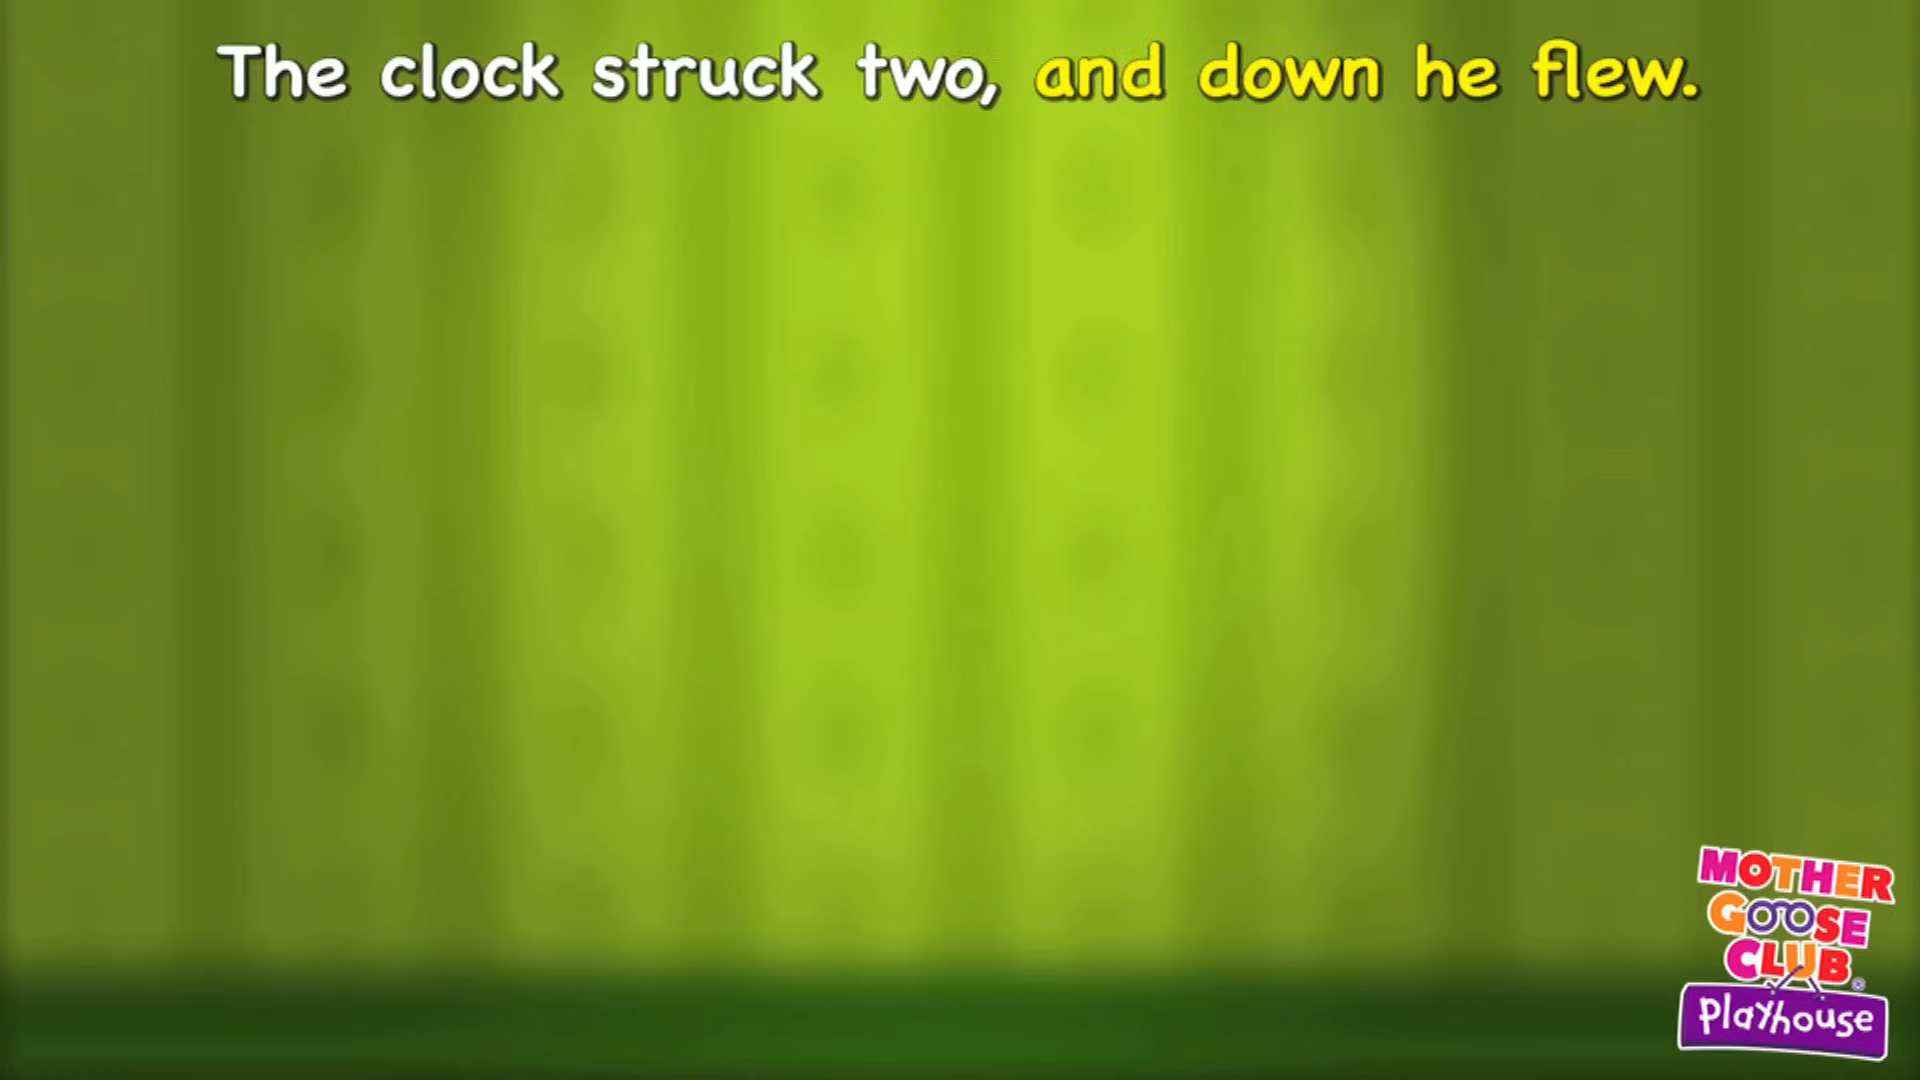 The clock struck two, and down he flew.
MOTHER
GOOSE
CLUB
Playhouse